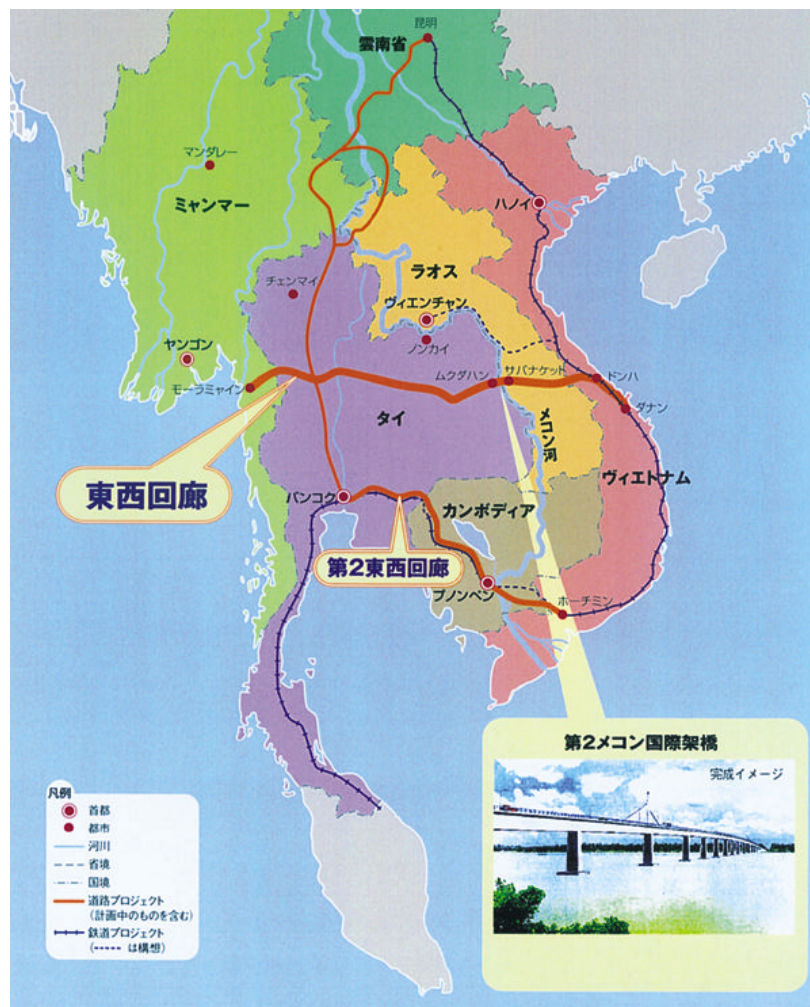 昆明
雲南省
マンダレー
ミャンマー
ハノイ
ラオス
チェンマイ
ヴィエンチャン
ノンカイ
ヤンゴン
モーラミャイン
ムクダハン
サバナケット
ドンハ
ダナン
タイ
メコン河
ヴィエトナム
東西回廊
バンコク
カンボディア
第2東西回廊
プノンペン
ホーチミン
第2メコン国際架橋
完成イメージ
凡例
首都
都市
河川
省境
国境
道路プロジェクト
(計画中のものを含む)
鉄道プロジェクト
(-----は構想)